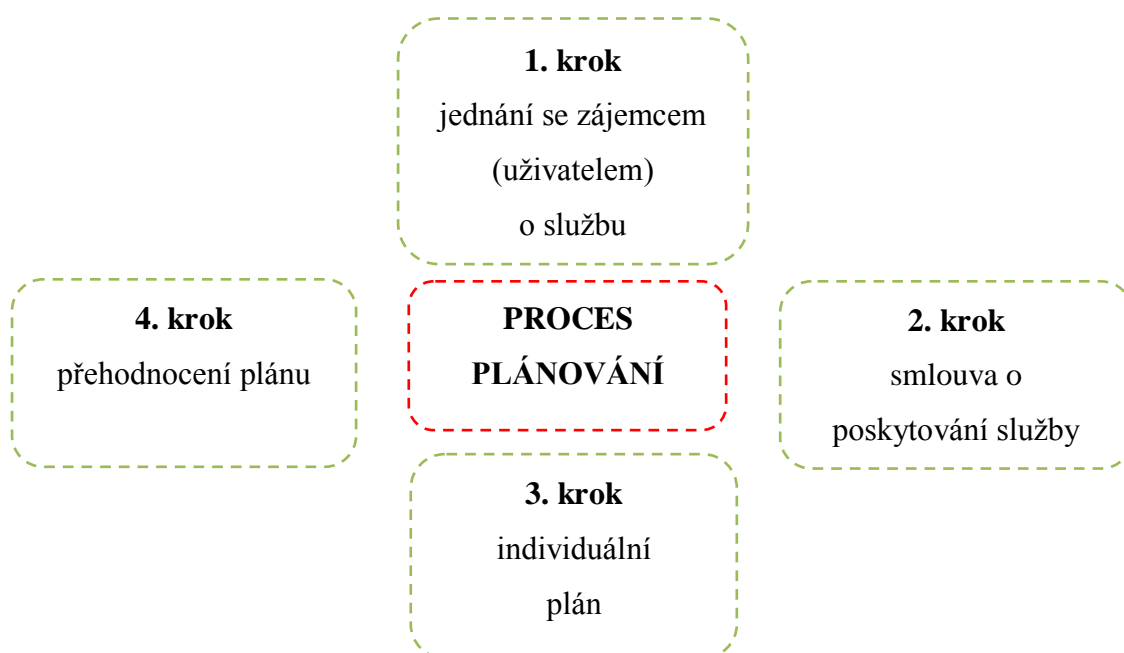 1. krok
jednání se zájemcem
(uživatelem)
o službu
4. krok
přehodnocení plánu
PROCES
PLÁNOVÁNÍ
2. krok
smlouva o
poskytování služby
3. krok
individuální
plán